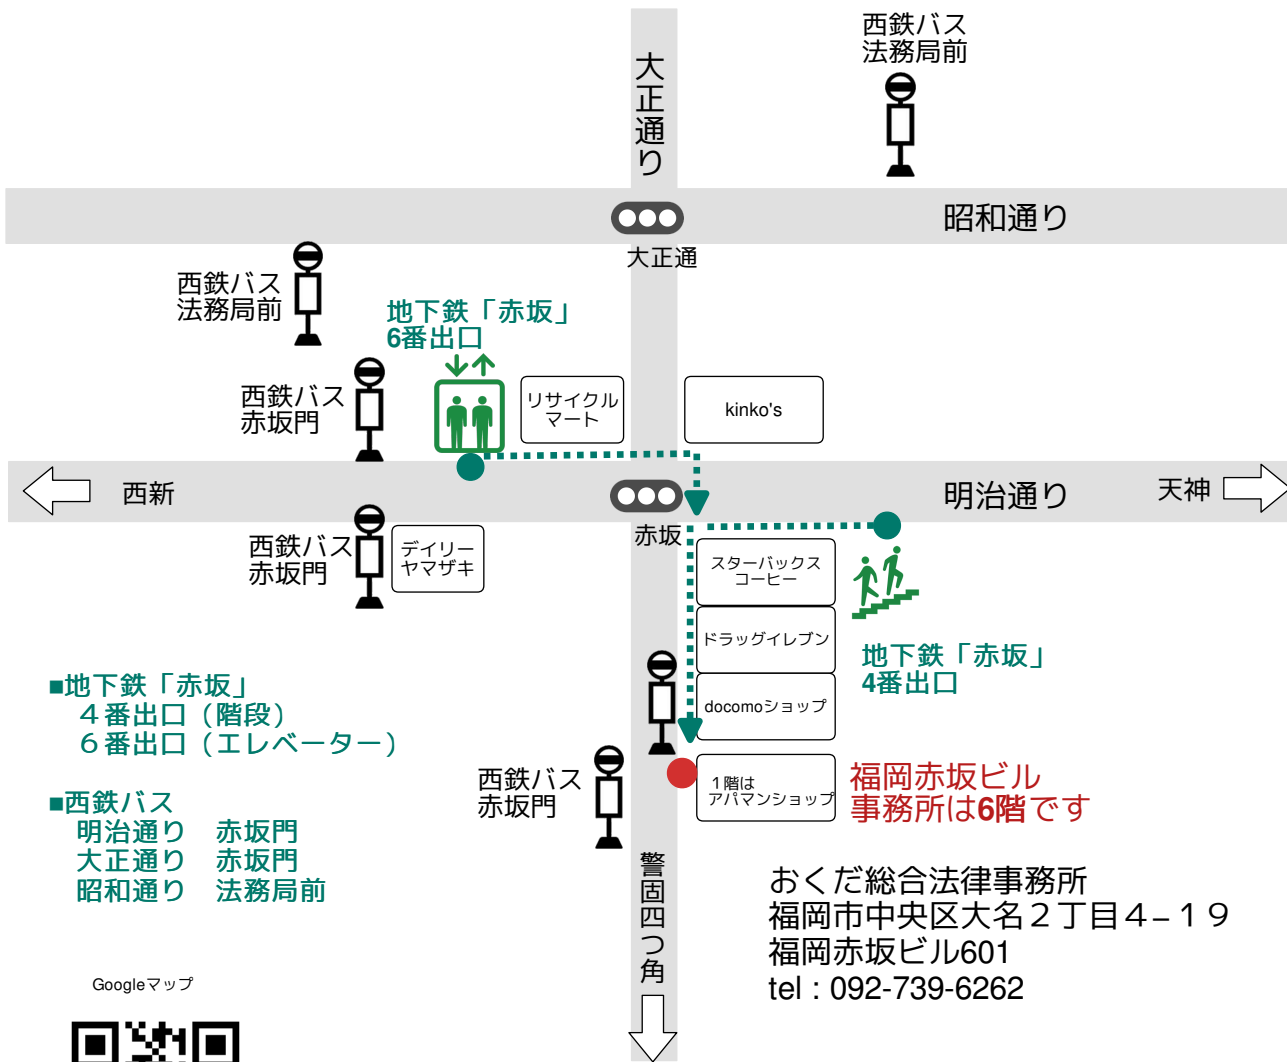 西鉄バス
法務局前
大正通り
昭和通り
大正通
西鉄バス
法務局前
地下鉄「赤坂」
6番出口
西鉄バス
赤坂門
リサイクル
マート
kinko's
西新
明治通り
天神
赤坂
西鉄バス
赤坂門
デイリー
ヤマザキ
スターバックス
コーヒー
ドラッグイレブン
地下鉄「赤坂」
4番出口
docomoショップ
■地下鉄「赤坂」
４番出口（階段）
６番出口（エレベーター）
西鉄バス
赤坂門
1階は
アパマンショップ
福岡赤坂ビル
事務所は6階です
■西鉄バス
明治通り　赤坂門
大正通り　赤坂門
昭和通り　法務局前
警固四つ角
おくだ総合法律事務所
福岡市中央区大名２丁目４−１９
福岡赤坂ビル601
tel : 092-739-6262
Googleマップ